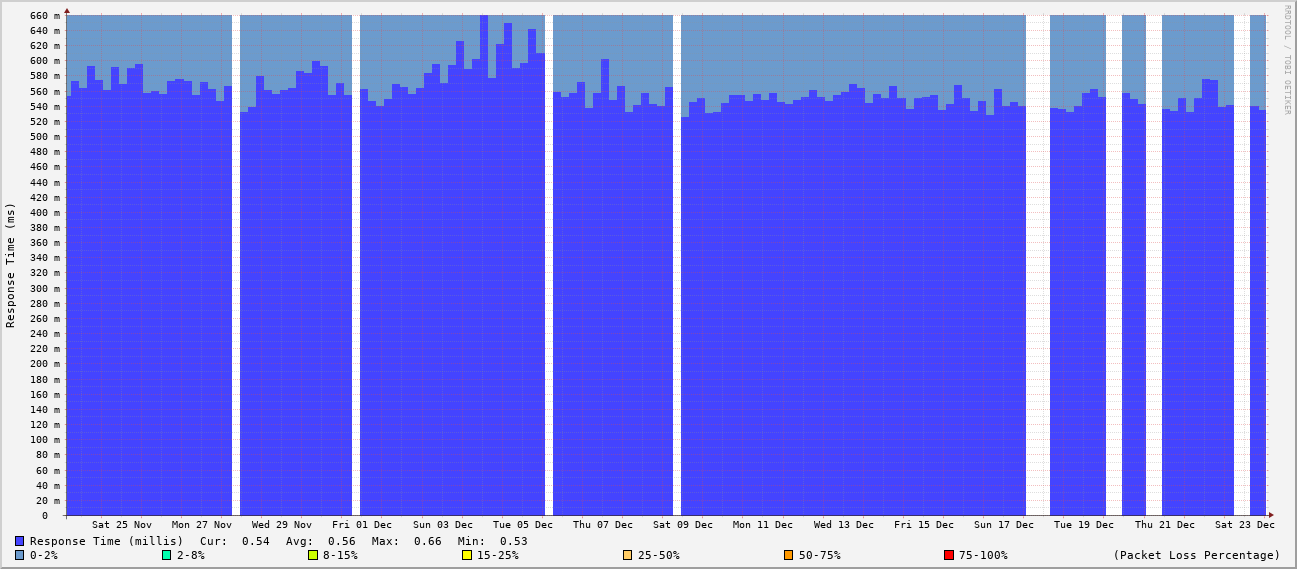 660 m
640 m
620 m
600 m
580 m
560 m
540 m
520 m
500 m
480 m
460 m
440 m
420 m
400 m
380 m
360 m
340 m
320 m
300 m
280 m
260 m
240 m
220 m
200 m
180 m
160 m
140 m
120 m
100 m
80 m
60 m
40 m
20 m
0
Response Time (ms)
RRDTOOL / TOBI OETIKER
Sat 25 Nov Mon 27 Nov Wed 29 Nov Fri 01 Dec Sun 03 Dec Tue 05 Dec Thu 07 Dec Sat 09 Dec Mon 11 Dec Wed 13 Dec Fri 15 Dec Sun 17 Dec Tue 19 Dec Thu 21 Dec Sat 23 Dec
Response Time (millis) Cur: 0.54 Avg: 0.56 Max: 0.66 Min: 0.53
0-2% 2-8% 8-15% 15-25% 25-50% 50-75% 75-100% (Packet Loss Percentage)